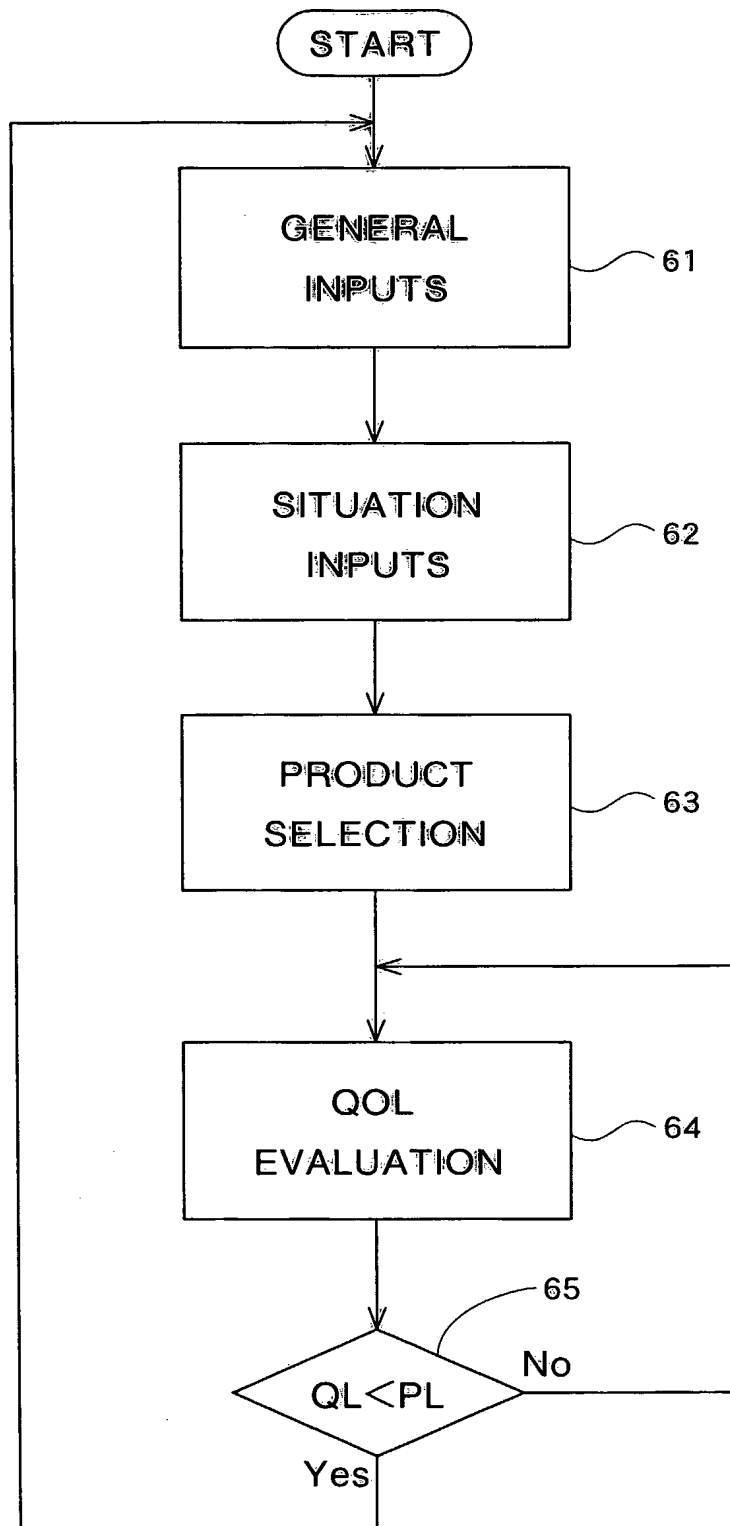 START
GENERAL
INPUTS
61
SITUATION
INPUTS
62
PRODUCT
SELECTION
63
QOL
EVALUATION
64
65
QL<PL
No
Yes